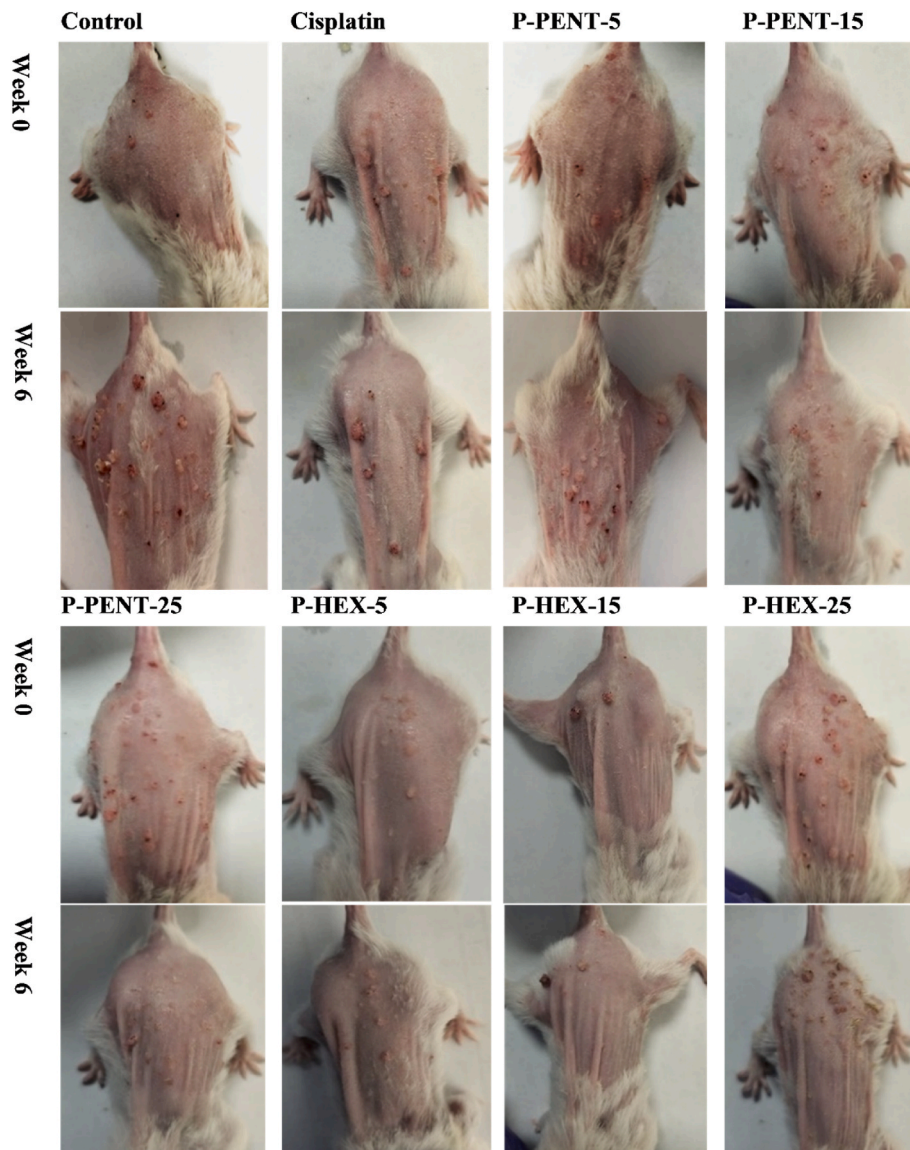 Control Cisplatin P-PENT-5 P-PENT-15
Week 0
Week 6
P-PENT-25 P-HEX-5 P-HEX-15 P-HEX-25
Week 0
Week 6